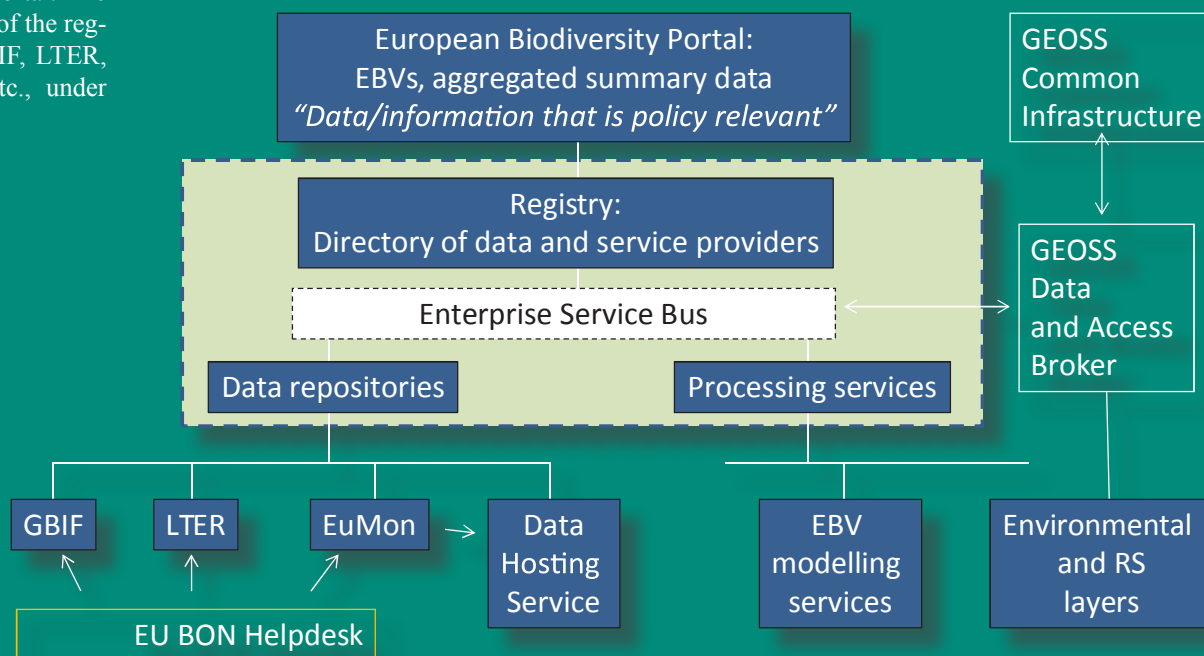 of the reg-
IF, LTER,
tc., under
European Biodiversity Portal:
EBVs, aggregated summary data
“Data/information that is policy relevant”
GEOSS
Common
Infrastructure
Registry:
Directory of data and service providers
GEOSS
Data
and Access
Broker
Enterprise Service Bus
Data repositories
Processing services
GBIF
LTER
EuMon
Data
Hosting
Service
EBV
modelling
services
Environmental
and RS
layers
EU BON Helpdesk